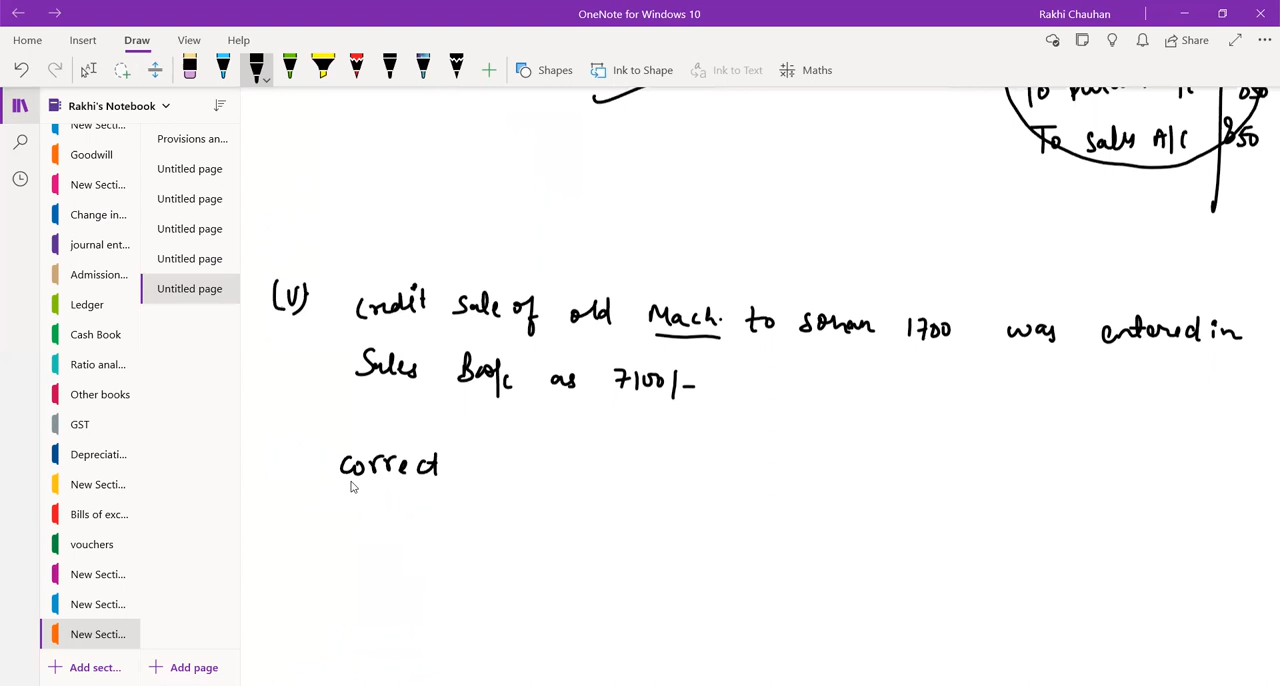 OneNote for Windows 10
Rakhi Chauhan
Home Insert Draw View Help
Share
Shapes Ink to Shape Ink to Text Maths
Rakhi's Notebook
New Secti...
Goodwill
New Secti...
Change in...
journal ent...
Admission...
Ledger
Cash Book
Ratio anal...
Other books
GST
Depreciati...
New Secti...
Bills of exc...
vouchers
New Secti...
New Secti...
New Secti...
Add sect...
Provisions an...
Untitled page
Untitled page
Untitled page
Untitled page
Untitled page
Add page
To sales A/C 850
(V) Credit sale of old Mach. to sohan 1700 was entered in
Sales Book as 7100/-
correct